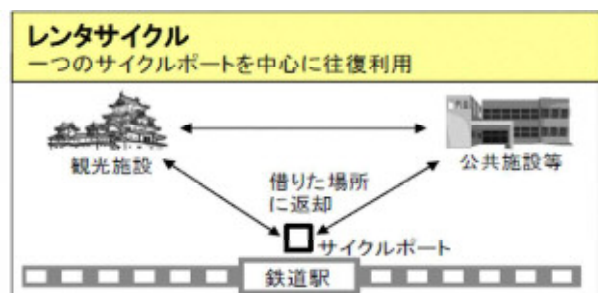 レンタサイクル
一つのサイクルポートを中心に往復利用
観光施設
公共施設等
借りた場所
に返却
サイクルポート
鉄道駅